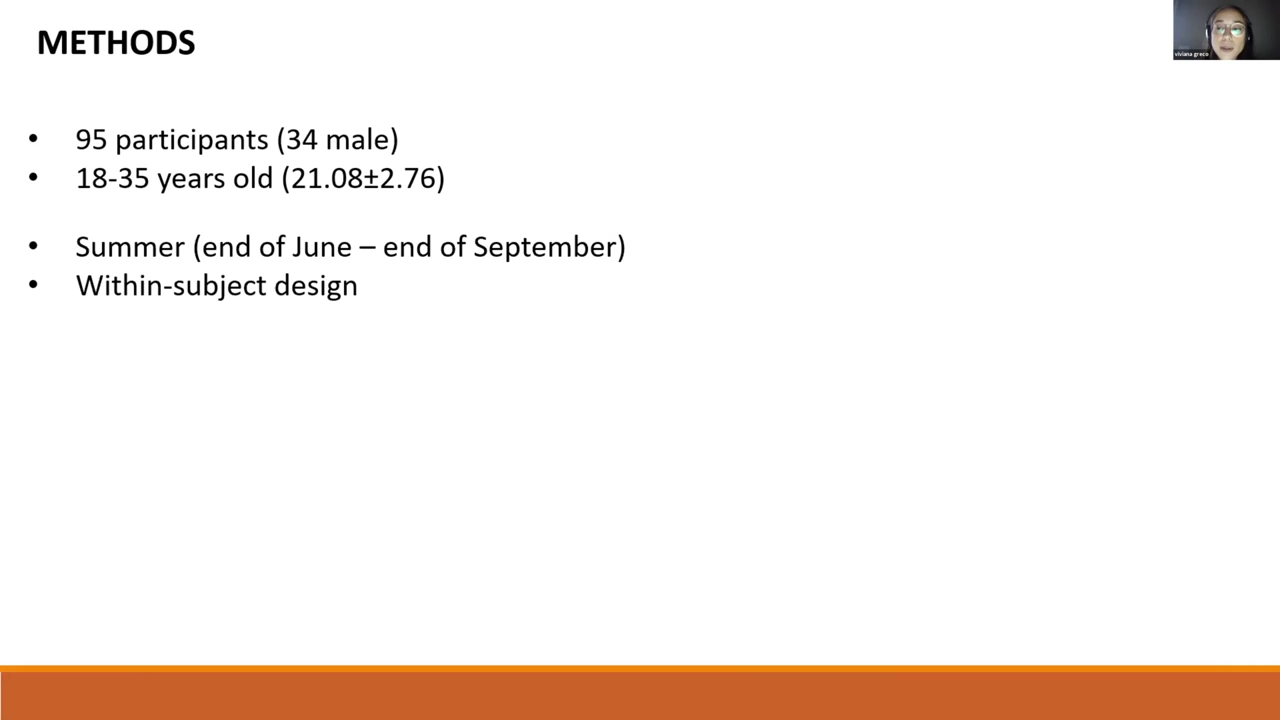 METHODS
viviana greco
• 95 participants (34 male)
• 18-35 years old (21.08±2.76)
• Summer (end of June – end of September)
• Within-subject design